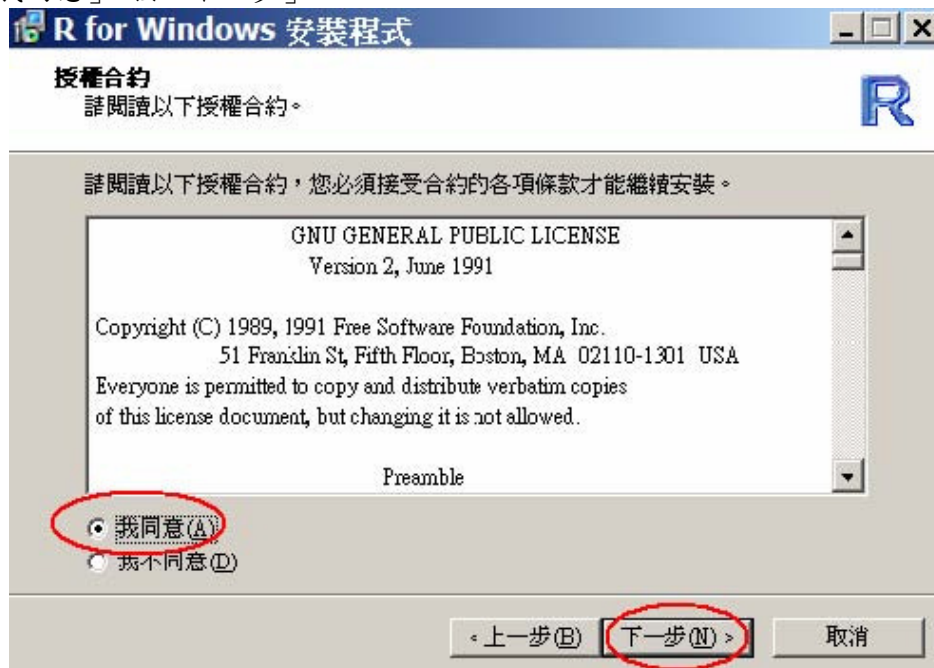 R for Windows 安裝程式
授權合約
請閱讀以下授權合約。
R
請閱讀以下授權合約，您必須接受合約的各項條款才能繼續安裝。
GNU GENERAL PUBLIC LICENSE
Version 2, June 1991
Copyright (C) 1989, 1991 Free Software Foundation, Inc.
51 Franklin St, Fifth Floor, Boston, MA 02110-1301 USA
Everyone is permitted to copy and distribute verbatim copies
of this license document, but changing it is not allowed.
Preamble
我同意(A)
我不同意(D)
<上一步(B) 下一步(N) > 取消